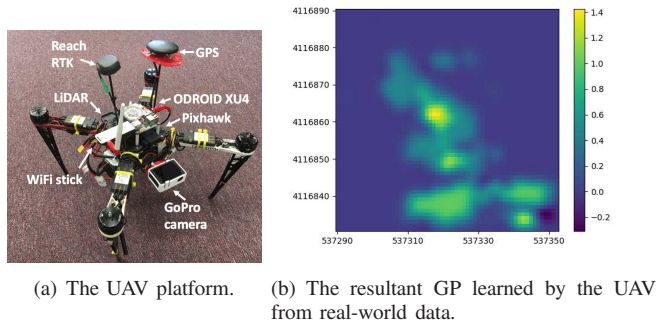 Reach
RTK
GPS
LiDAR
ODROID XU4
Pixhawk
WiFi stick
GoPro
camera
4116890
4116870
4116860
4116850
4116840
537290
537310
537320
537330
537350
1.4
1.2
1.0
0.8
0.6
0.4
0.2
0.0
-0.2
(a) The UAV platform.
(b) The resultant GP learned by the UAV
from real-world data.